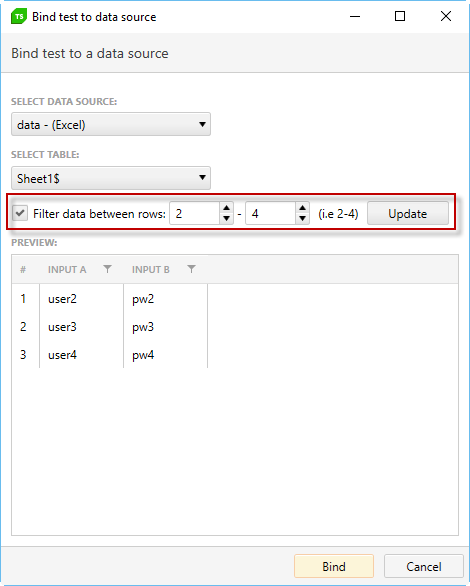 TS Bind test to data source
Bind test to a data source
SELECT DATA SOURCE:
data - (Excel)
SELECT TABLE:
Sheet1$
Filter data between rows: 2 - 4 (i.e 2-4) Update
PREVIEW:
# INPUT A INPUT B
1 user2 pw2
2 user3 pw3
3 user4 pw4
Bind Cancel